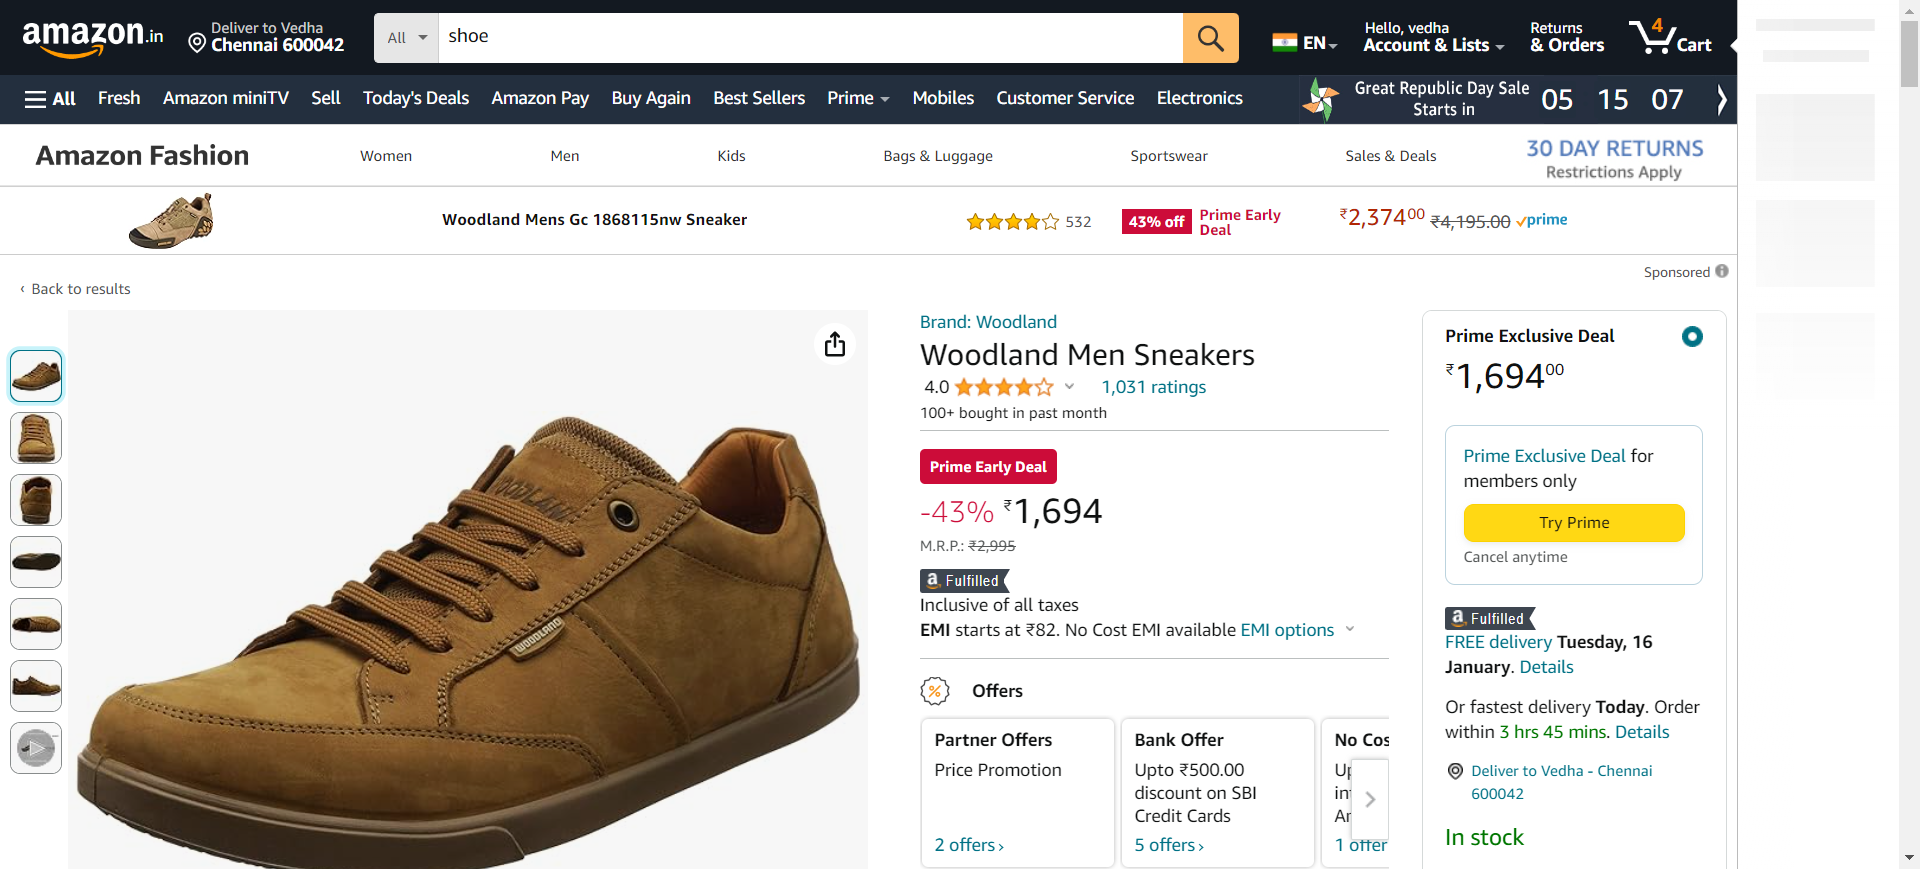 amazon.in
Deliver to Vedha
Chennai 600042
All
shoe
EN
Hello, vedha
Account & Lists
Returns
& Orders
4
Cart
All
Fresh
Amazon miniTV
Sell
Today's Deals
Amazon Pay
Buy Again
Best Sellers
Prime
Mobiles
Customer Service
Electronics
Great Republic Day Sale
Starts in
05 15 07
Amazon Fashion
Women
Men
Kids
Bags & Luggage
Sportswear
Sales & Deals
30 DAY RETURNS
Restrictions Apply
Woodland Mens Gc 1868115nw Sneaker
532
43% off
Prime Early
Deal
₹2,37400 ₹4,195.00 prime
Sponsored
‹ Back to results
Brand: Woodland
Woodland Men Sneakers
4.0
1,031 ratings
100+ bought in past month
Prime Early Deal
-43% ₹1,694
M.R.P.: ₹2,995
a Fulfilled
Inclusive of all taxes
EMI starts at ₹82. No Cost EMI available EMI options
Offers
Partner Offers
Price Promotion
2 offers ›
Bank Offer
Upto ₹500.00
discount on SBI
Credit Cards
5 offers ›
No Cos
Up
in
Ar
1 offer
WOODLAND
WOODLAND
Prime Exclusive Deal
₹1,69400
Prime Exclusive Deal for
members only
Try Prime
Cancel anytime
a Fulfilled
FREE delivery Tuesday, 16
January. Details
Or fastest delivery Today. Order
within 3 hrs 45 mins. Details
Deliver to Vedha - Chennai
600042
In stock